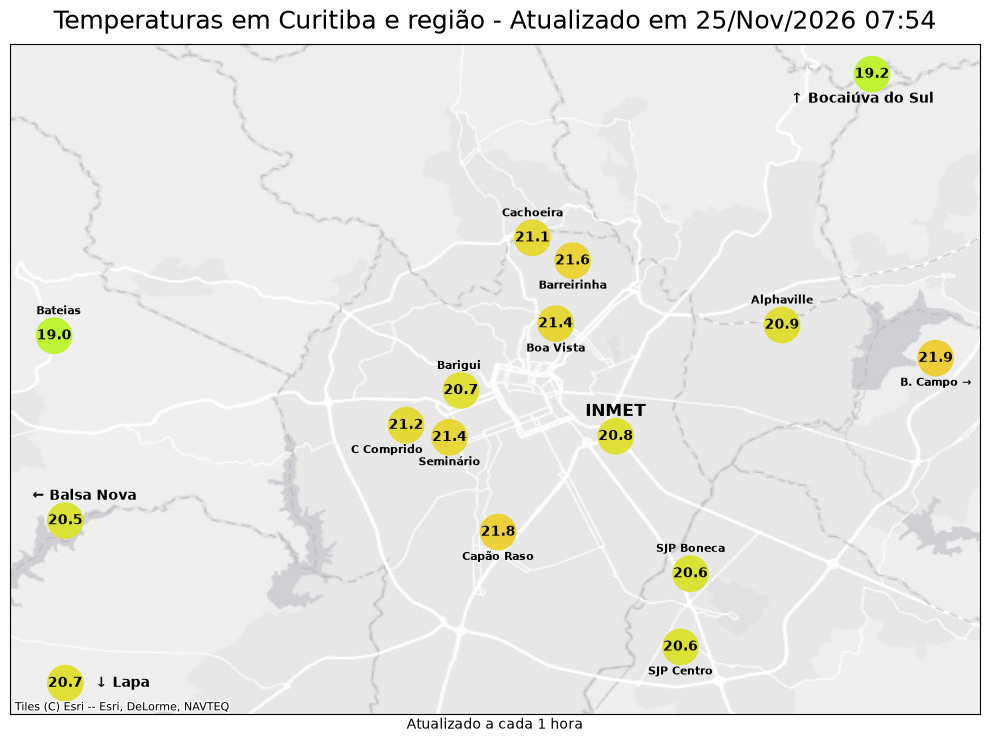 Temperaturas em Curitiba e região - Atualizado em 25/Nov/2026 07:54
19.2
↑ Bocaiúva do Sul
Cachoeira
21.1
21.6
Barreirinha
Bateias
19.0
Alphaville
20.9
21.4
Boa Vista
21.9
B. Campo →
Barigui
20.7
INMET
20.8
21.2
C Comprido
21.4
Seminário
← Balsa Nova
20.5
21.8
Capão Raso
SJP Boneca
20.6
20.6
SJP Centro
20.7 ↓ Lapa
Tiles (C) Esri -- Esri, DeLorme, NAVTEQ
Atualizado a cada 1 hora